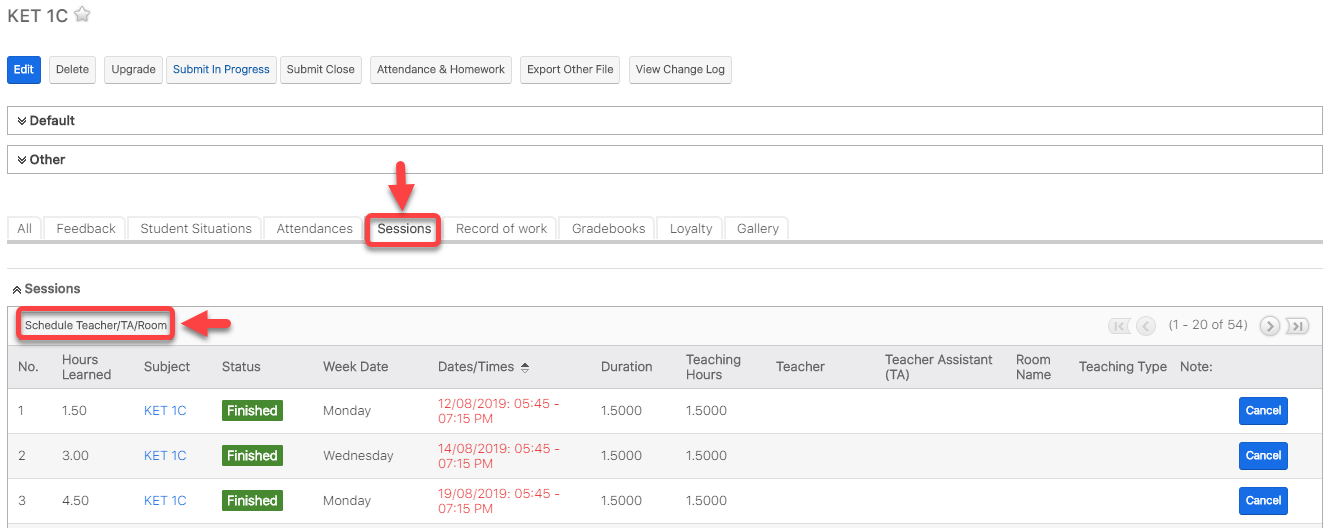 KET 1C
Edit Delete Upgrade Submit In Progress Submit Close Attendance & Homework Export Other File View Change Log
Default
Other
All Feedback Student Situations Attendances Sessions Record of work Gradebooks Loyalty Gallery
Sessions
Schedule Teacher/TA/Room (1 - 20 of 54)
No. Hours Learned Subject Status Week Date Dates/Times Duration Teaching Hours Teacher Teacher Assistant (TA) Room Name Teaching Type Note:
1 1.50 KET 1C Finished Monday 12/08/2019: 05:45 - 07:15 PM 1.5000 1.5000 Cancel
2 3.00 KET 1C Finished Wednesday 14/08/2019: 05:45 - 07:15 PM 1.5000 1.5000 Cancel
3 4.50 KET 1C Finished Monday 19/08/2019: 05:45 - 07:15 PM 1.5000 1.5000 Cancel